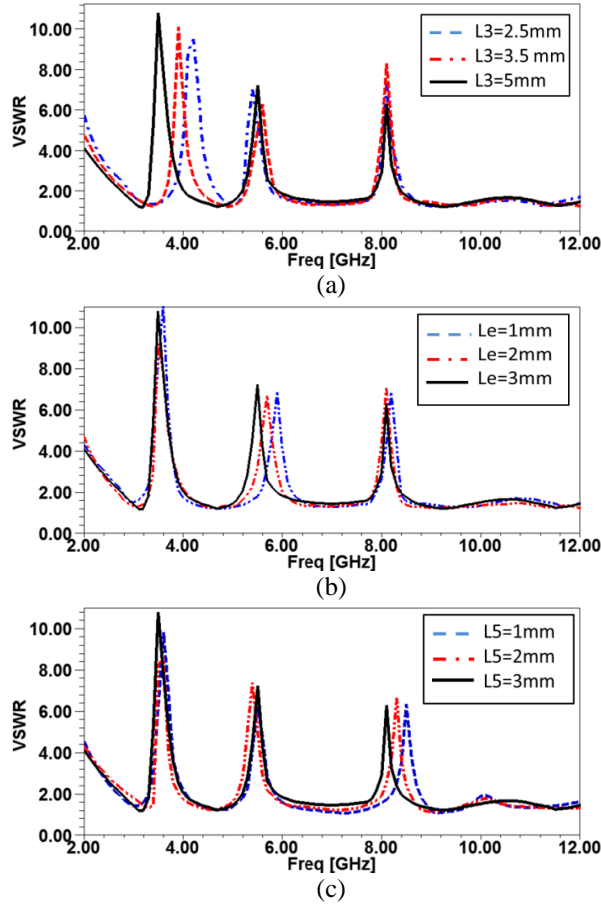 10.00
8.00
6.00
4.00
2.00
0.00
VSWR
L3=2.5mm
L3=3.5 mm
L3=5mm
2.00 4.00 6.00 8.00 10.00 12.00
Freq [GHz]
(a)
10.00
8.00
6.00
4.00
2.00
0.00
VSWR
Le=1mm
Le=2mm
Le=3mm
2.00 4.00 6.00 8.00 10.00 12.00
Freq [GHz]
(b)
10.00
8.00
6.00
4.00
2.00
0.00
VSWR
L5=1mm
L5=2mm
L5=3mm
2.00 4.00 6.00 8.00 10.00 12.00
Freq [GHz]
(c)